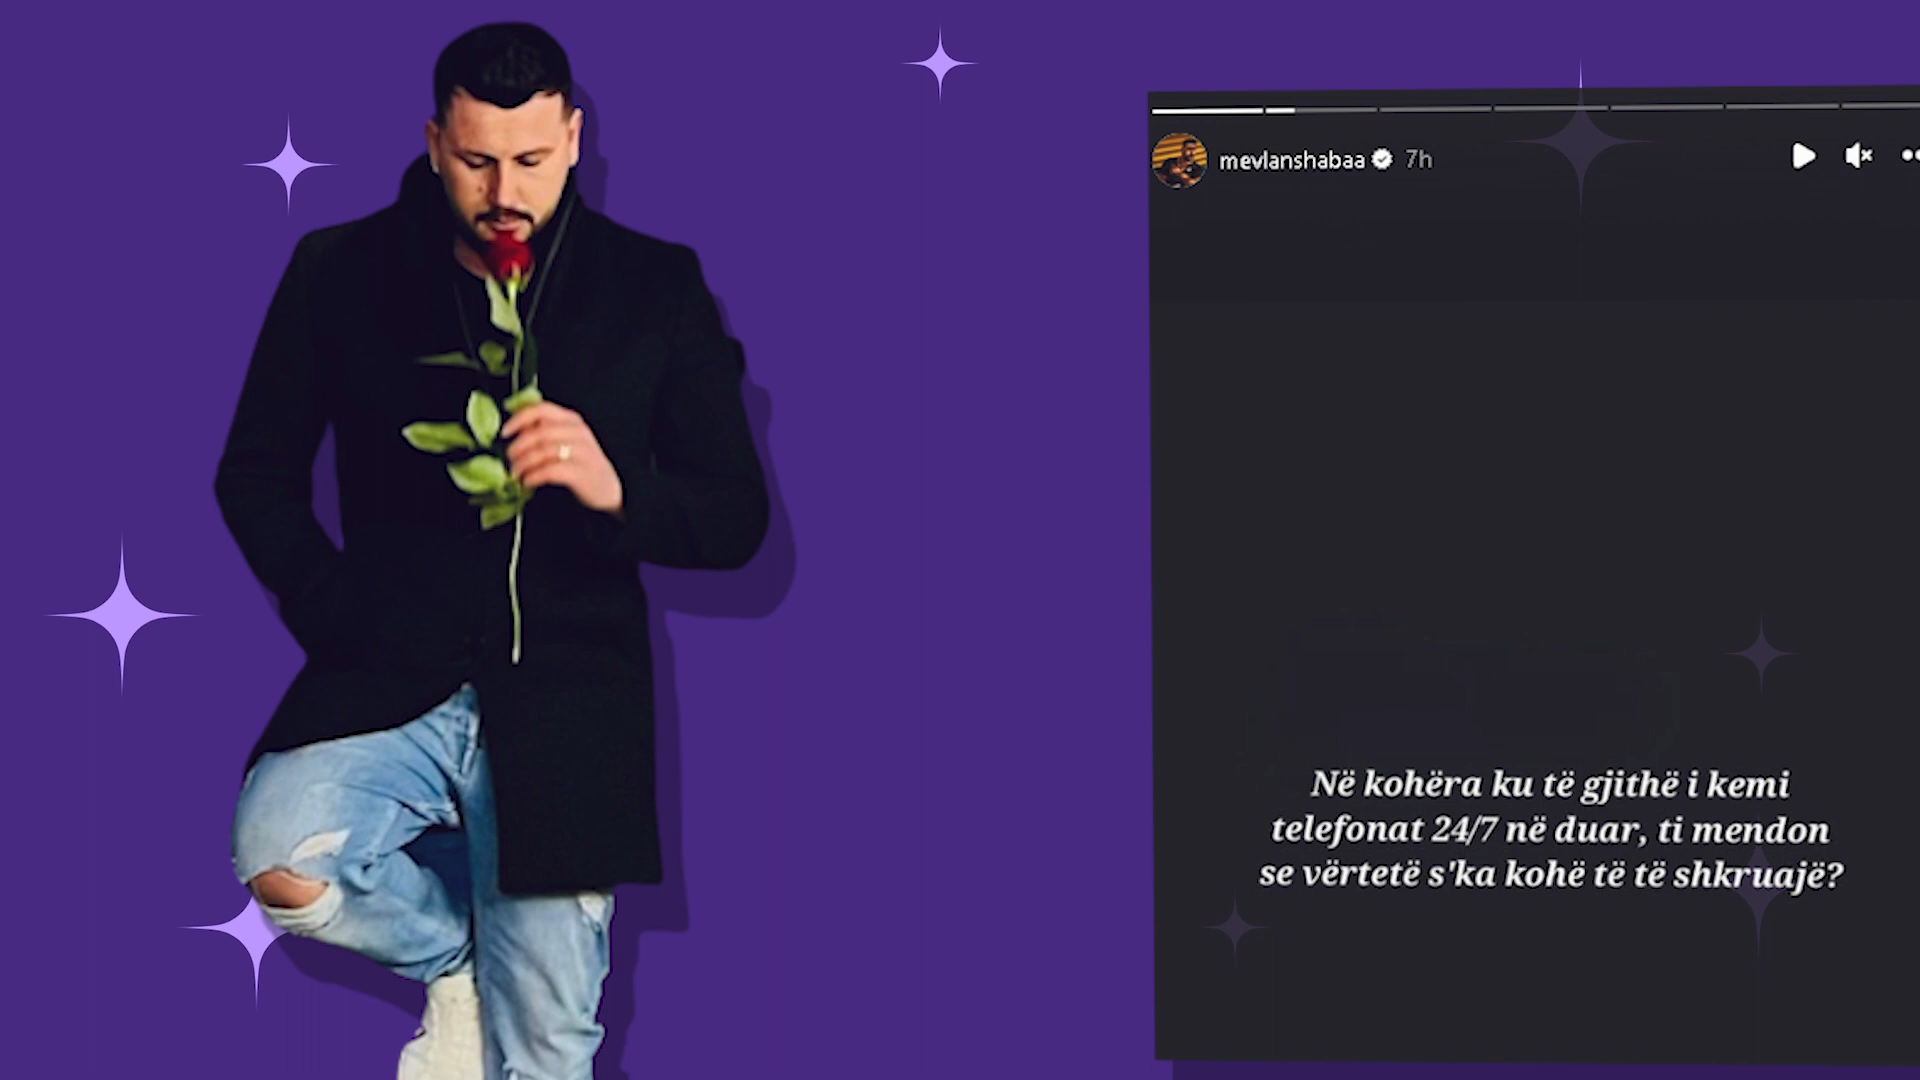 mevlanshabaa 7h
Në kohëra ku të gjithë i kemi
telefonat 24/7 në duar, ti mendon
se vërtetë s'ka kohë të të shkruajë?